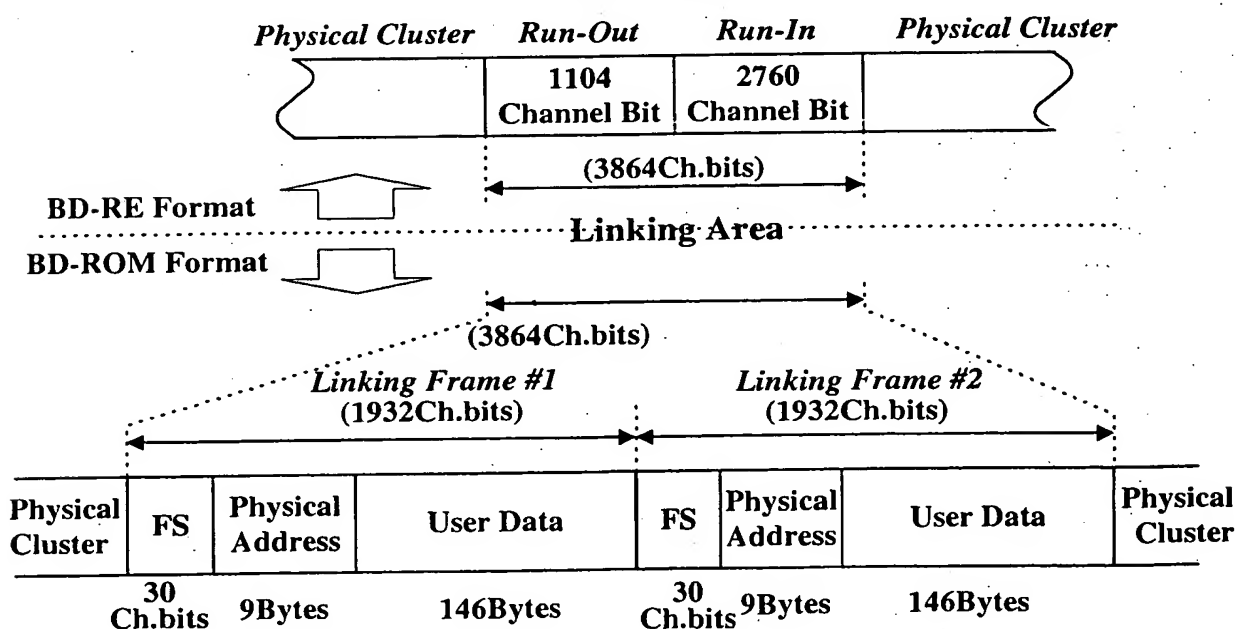 Physical Cluster Run-Out Run-In Physical Cluster
1104 Channel Bit 2760 Channel Bit
(3864Ch.bits)
BD-RE Format
Linking Area
BD-ROM Format
(3864Ch.bits)
Linking Frame #1 Linking Frame #2
(1932Ch.bits) (1932Ch.bits)
Physical Cluster FS Physical Address User Data FS Physical Address User Data Physical Cluster
30 Ch.bits 9Bytes 146Bytes 30 Ch.bits 9Bytes 146Bytes